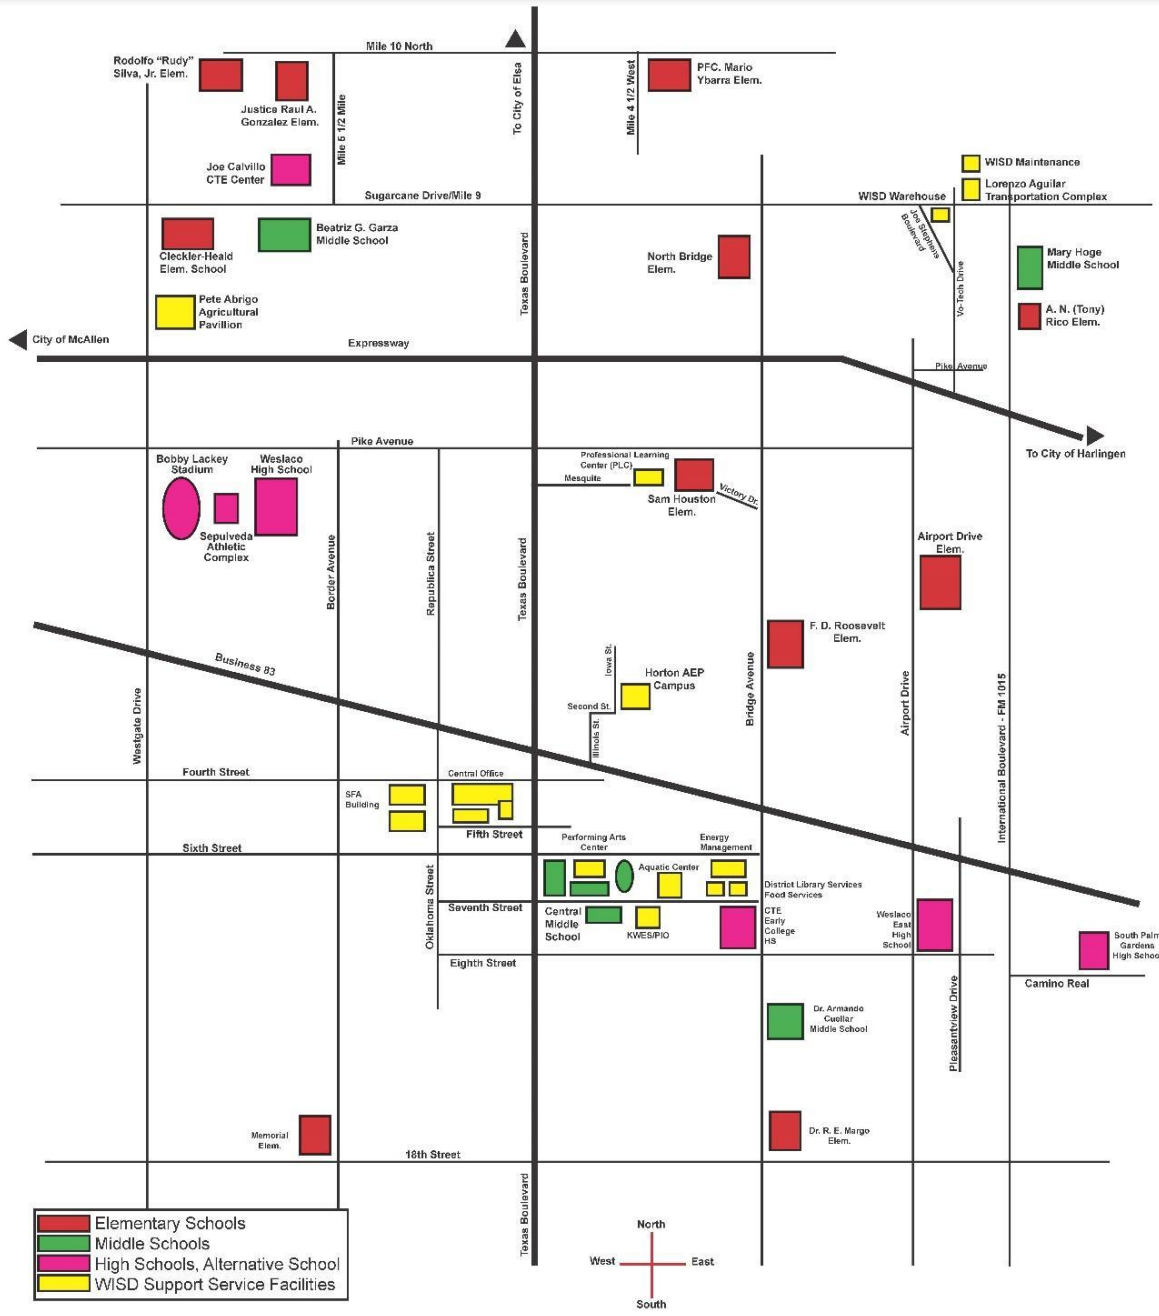 Mile 10 North
Rodolfo “Rudy”
Silva, Jr. Elem.
Justice Raul A.
Gonzalez Elem.
Mile 5 1/2 Mile
To City of Elsa
Mile 4 1/2 West
PFC. Mario
Ybarra Elem.
Joe Calvillo
CTE Center
WISD Maintenance
Lorenzo Aguilar
Transportation Complex
Sugarcane Drive/Mile 9
WISD Warehouse
Joe Stephens
Boulevard
Cleckler-Heald
Elem. School
Beatriz G. Garza
Middle School
Texas Boulevard
North Bridge
Elem.
Vo-Tech Drive
Mary Hoge
Middle School
A. N. (Tony)
Rico Elem.
Pete Abrigo
Agricultural
Pavillion
City of McAllen
Expressway
Pike Avenue
To City of Harlingen
Pike Avenue
Bobby Lackey
Stadium
Weslaco
High School
Sepulveda
Athletic
Complex
Border Avenue
Republica Street
Texas Boulevard
Professional Learning
Center (PLC)
Mesquite
Sam Houston
Elem.
Victory Dr.
Airport Drive
Elem.
F. D. Roosevelt
Elem.
Business 83
Westgate Drive
Iowa St.
Horton AEP
Campus
Second St.
Illinois St.
Bridge Avenue
Airport Drive
International Boulevard - FM 1015
Fourth Street
Central Office
SFA
Building
Fifth Street
Sixth Street
Performing Arts
Center
Energy
Management
Aquatic Center
District Library Services
Food Services
Oklahoma Street
Seventh Street
Central
Middle
School
KWES/PIO
CTE
Early
College
HS
Weslaco
East
High
School
South Palm
Gardens
High School
Eighth Street
Camino Real
Pleasantview Drive
Dr. Armando
Cuellar
Middle School
Memorial
Elem.
Dr. R. E. Margo
Elem.
18th Street
Texas Boulevard
Elementary Schools
Middle Schools
High Schools, Alternative School
WISD Support Service Facilities
North
West
East
South